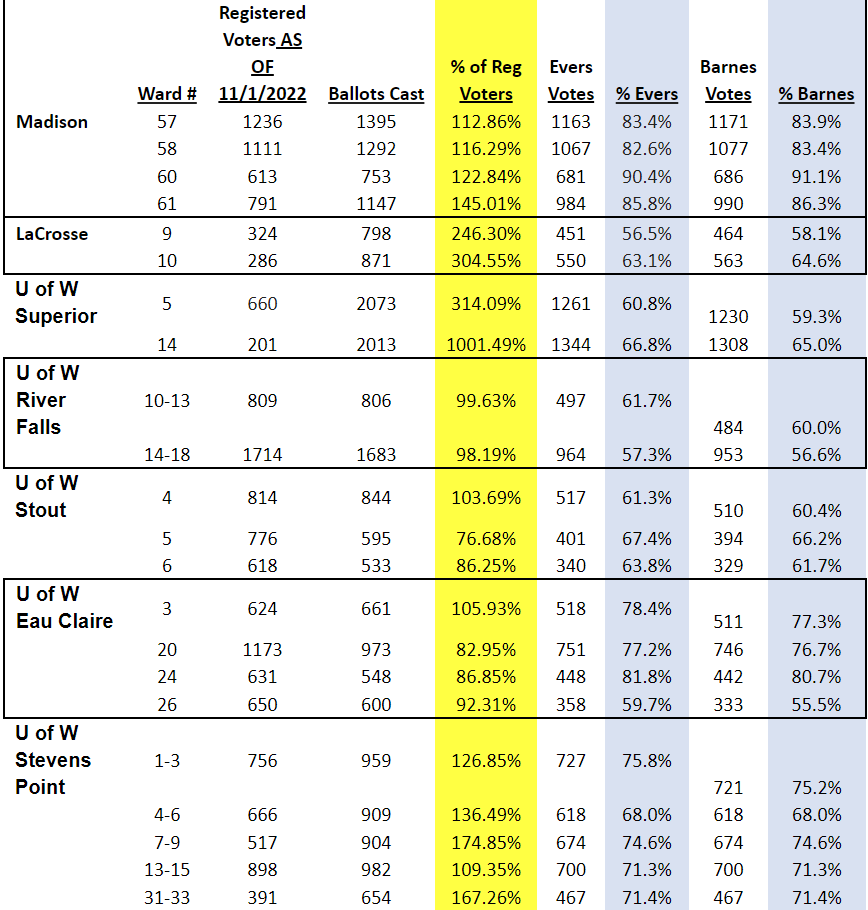 Registered
Voters AS
OF
% of Reg Evers Barnes
Ward # 11/1/2022 Ballots Cast Voters Votes % Evers Votes % Barnes
Madison 57 1236 1395 112.86% 1163 83.4% 1171 83.9%
58 1111 1292 116.29% 1067 82.6% 1077 83.4%
60 613 753 122.84% 681 90.4% 686 91.1%
61 791 1147 145.01% 984 85.8% 990 86.3%
LaCrosse 9 324 798 246.30% 451 56.5% 464 58.1%
10 286 871 304.55% 550 63.1% 563 64.6%
U of W
Superior 5 660 2073 314.09% 1261 60.8% 1230 59.3%
14 201 2013 1001.49% 1344 66.8% 1308 65.0%
U of W
River 10-13 809 806 99.63% 497 61.7%
Falls 484 60.0%
14-18 1714 1683 98.19% 964 57.3% 953 56.6%
U of W
Stout 4 814 844 103.69% 517 61.3% 510 60.4%
5 776 595 76.68% 401 67.4% 394 66.2%
6 618 533 86.25% 340 63.8% 329 61.7%
U of W
Eau Claire 3 624 661 105.93% 518 78.4% 511 77.3%
20 1173 973 82.95% 751 77.2% 746 76.7%
24 631 548 86.85% 448 81.8% 442 80.7%
26 650 600 92.31% 358 59.7% 333 55.5%
U of W
Stevens 1-3 756 959 126.85% 727 75.8%
Point 721 75.2%
4-6 666 909 136.49% 618 68.0% 618 68.0%
7-9 517 904 174.85% 674 74.6% 674 74.6%
13-15 898 982 109.35% 700 71.3% 700 71.3%
31-33 391 654 167.26% 467 71.4% 467 71.4%